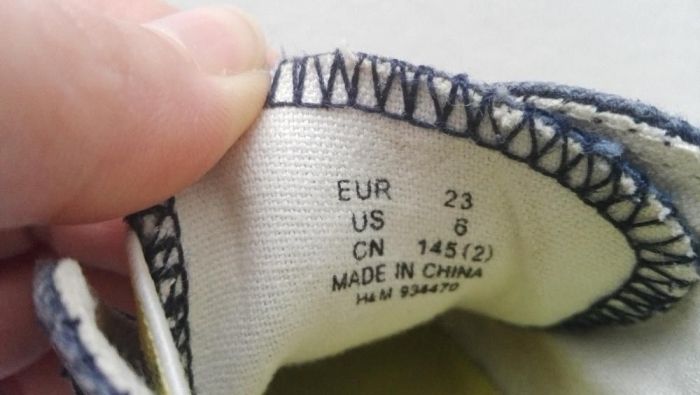 EUR 23
US 6
CN 145(2)
MADE IN CHINA
H&M 934470